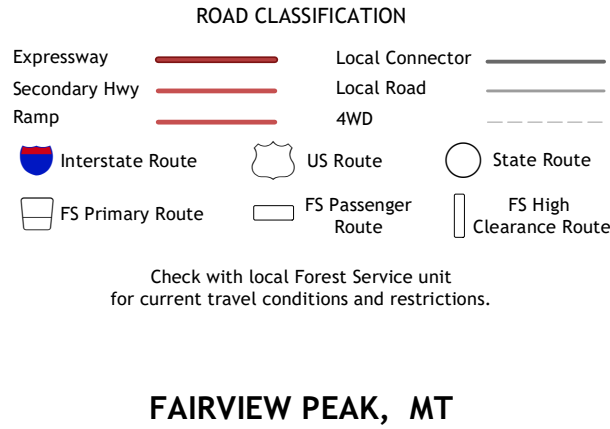 ROAD CLASSIFICATION
Expressway
Local Connector
Secondary Hwy
Local Road
Ramp
4WD
Interstate Route
US Route
State Route
FS Primary Route
FS Passenger
Route
FS High
Clearance Route
Check with local Forest Service unit
for current travel conditions and restrictions.
FAIRVIEW PEAK, MT